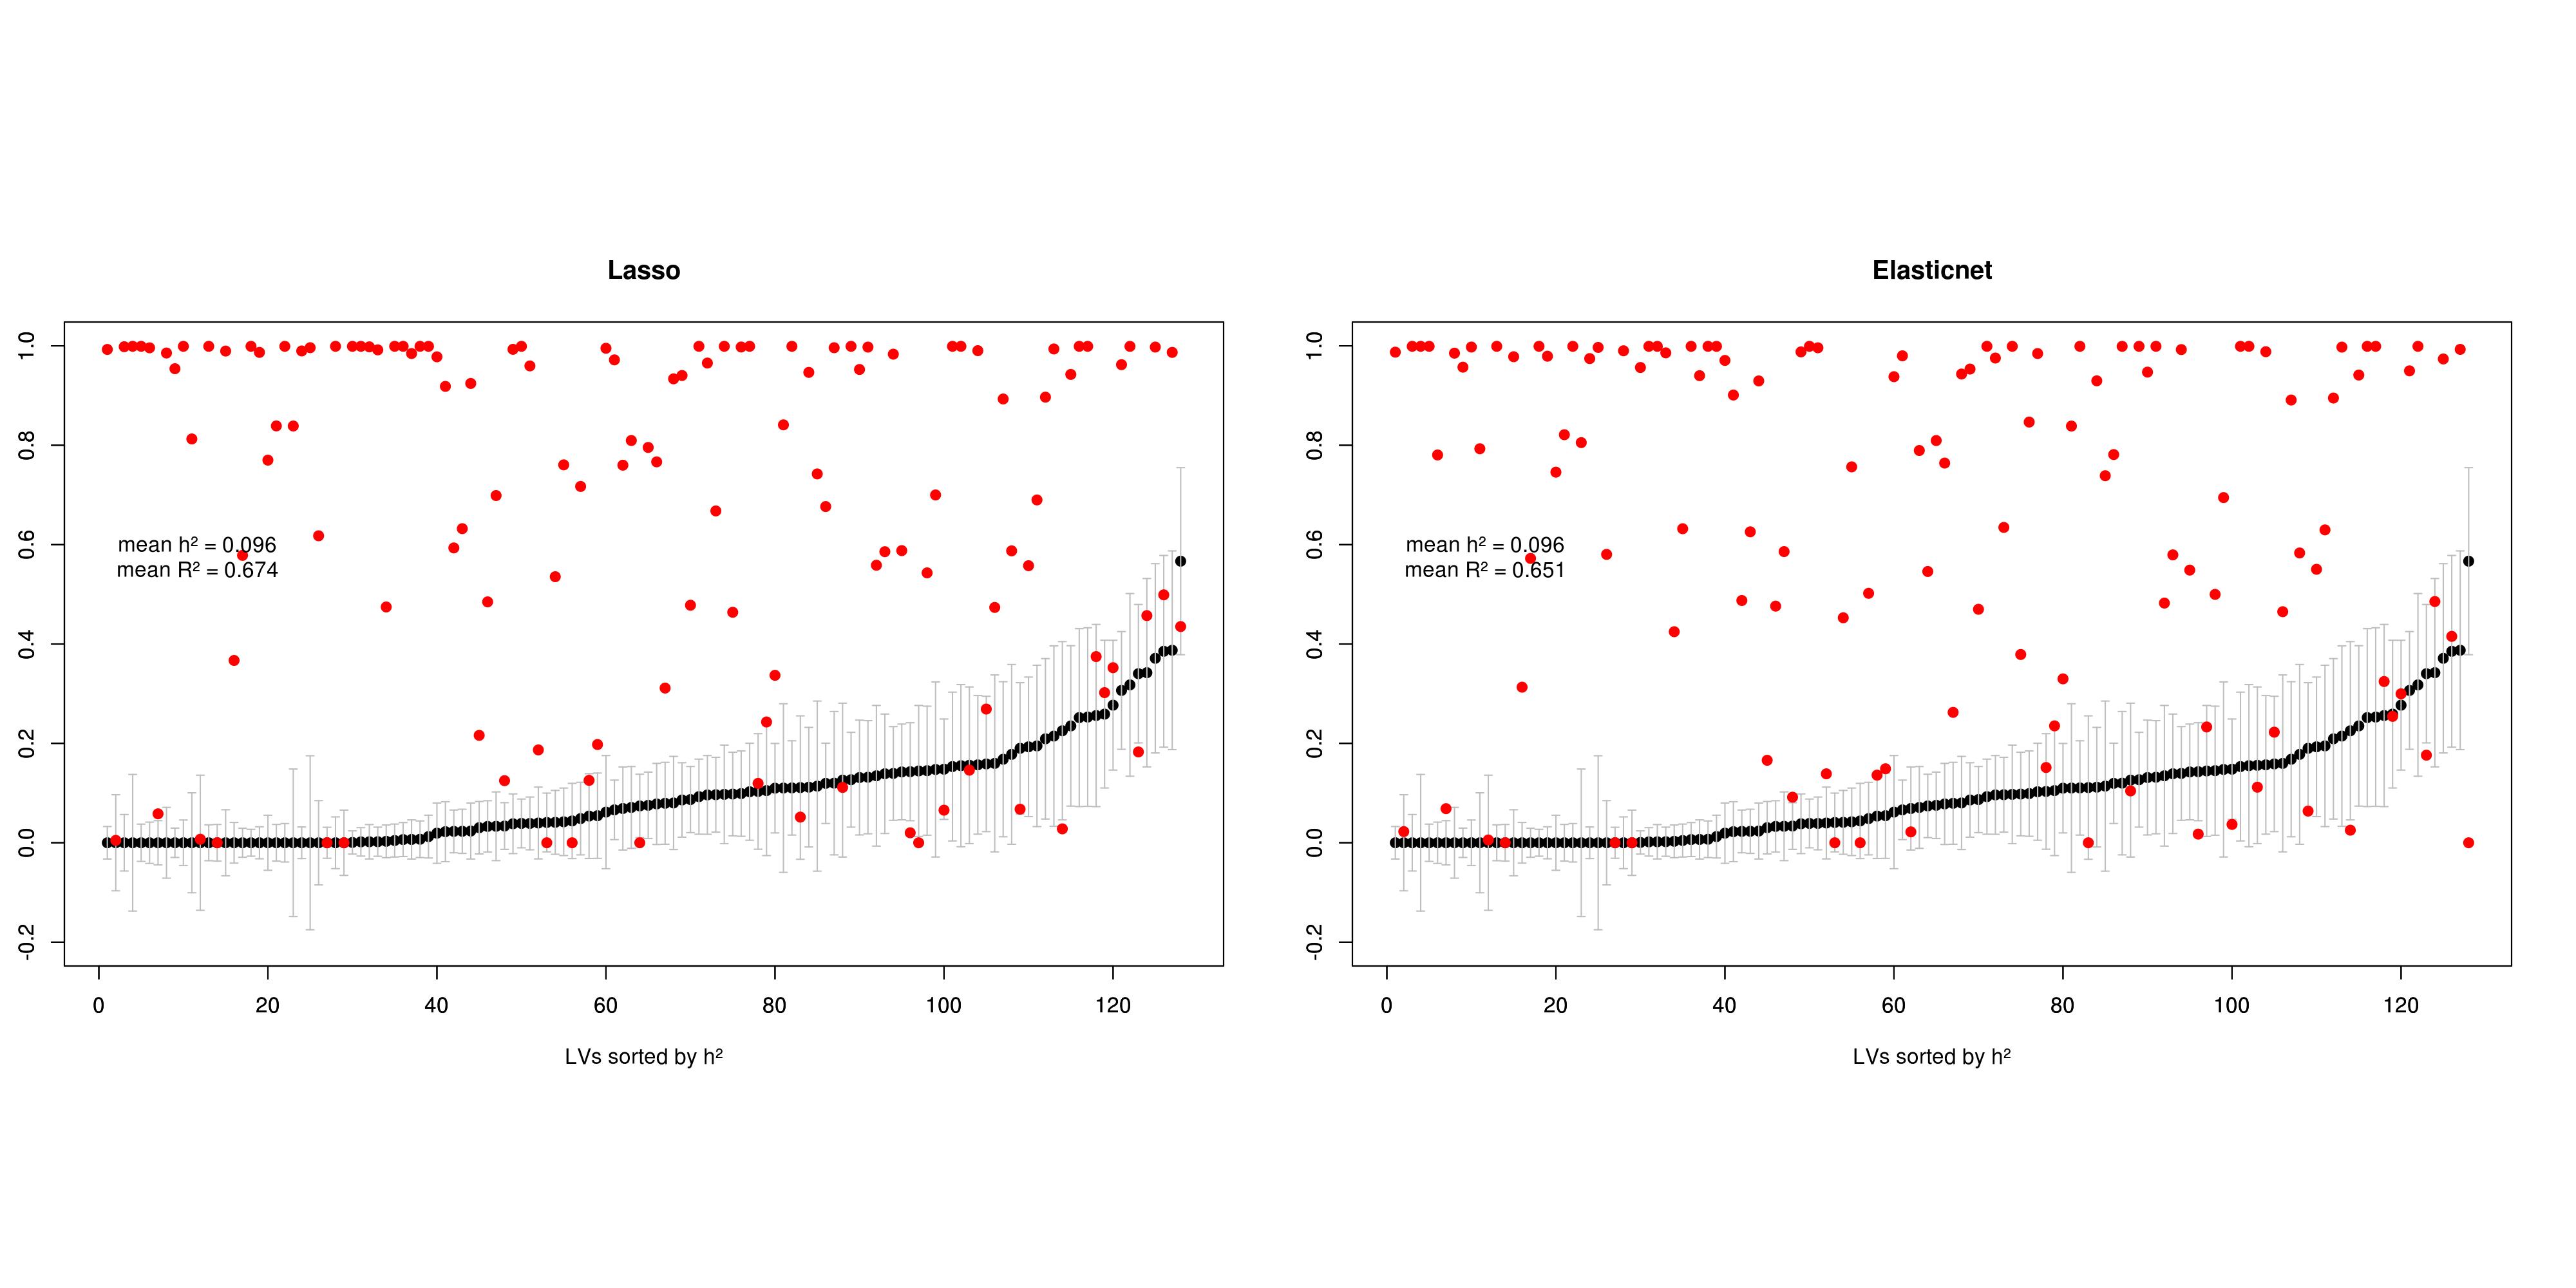 Lasso
1.0
0.8
0.6
0.4
0.2
0.0
-0.2
mean h² = 0.096
mean R² = 0.674
0 20 40 60 80 100 120
LVs sorted by h²
Elasticnet
1.0
0.8
0.6
0.4
0.2
0.0
-0.2
mean h² = 0.096
mean R² = 0.651
0 20 40 60 80 100 120
LVs sorted by h²